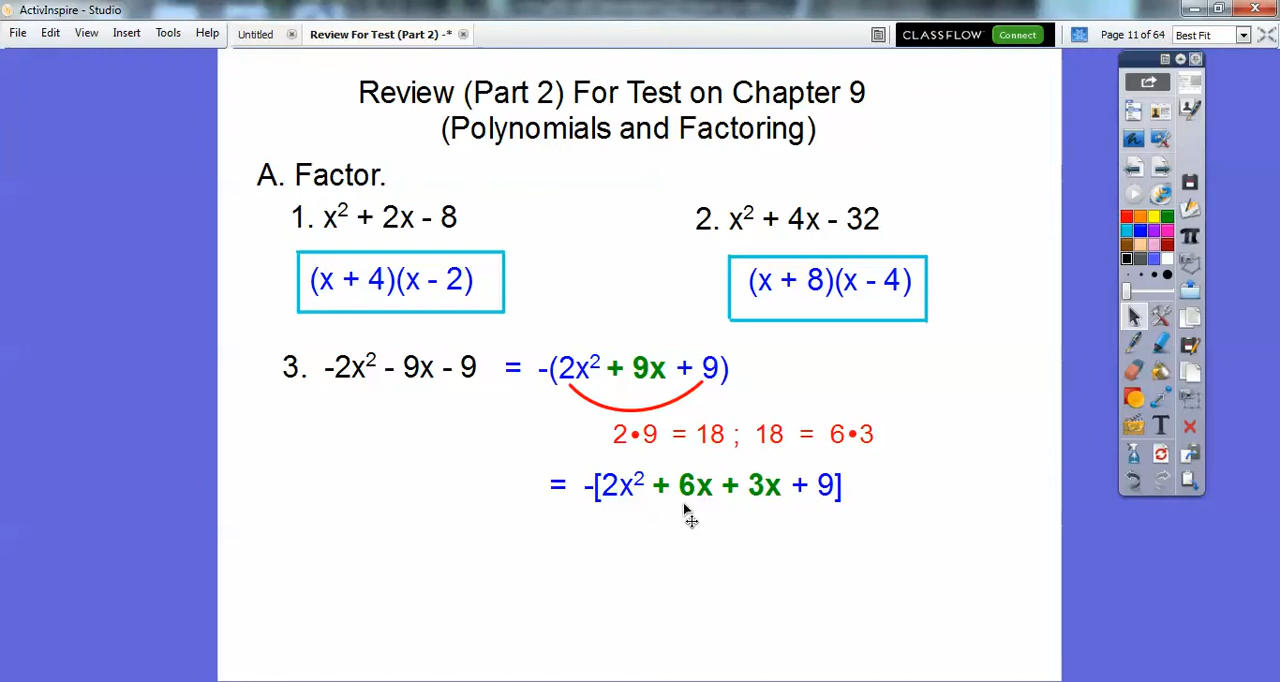 ActivInspire - Studio
File Edit View Insert Tools Help Untitled Review For Test (Part 2) -* CLASSFLOW Connect Page 11 of 64 Best Fit
Review (Part 2) For Test on Chapter 9
(Polynomials and Factoring)
A. Factor.
1. x² + 2x - 8 2. x² + 4x - 32
(x + 4)(x - 2) (x + 8)(x - 4)
3. -2x² - 9x - 9 = -(2x² + 9x + 9)
2•9 = 18 ; 18 = 6•3
= -[2x² + 6x + 3x + 9]